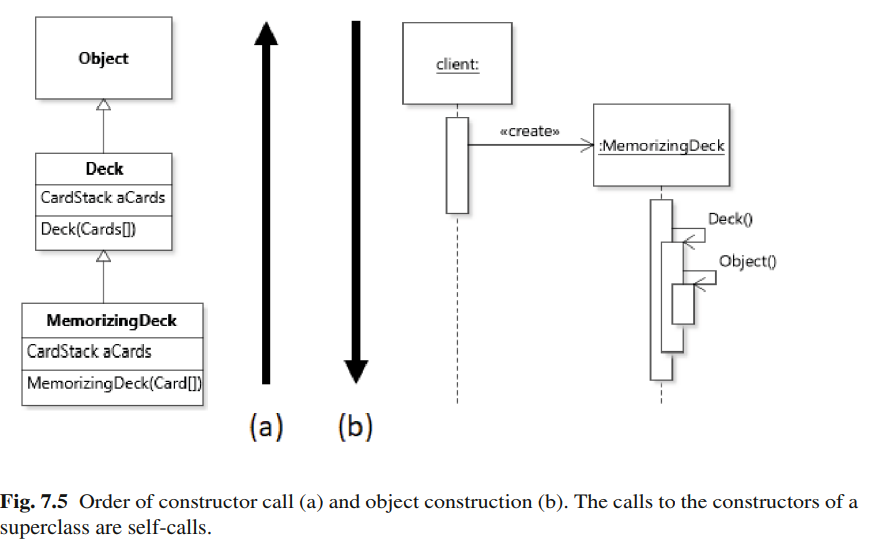 Object
Deck
CardStack aCards
Deck(Cards[])
MemorizingDeck
CardStack aCards
MemorizingDeck(Card[])
(a)
(b)
client:
«create»
:MemorizingDeck
Deck()
Object()
Fig. 7.5 Order of constructor call (a) and object construction (b). The calls to the constructors of a
superclass are self-calls.